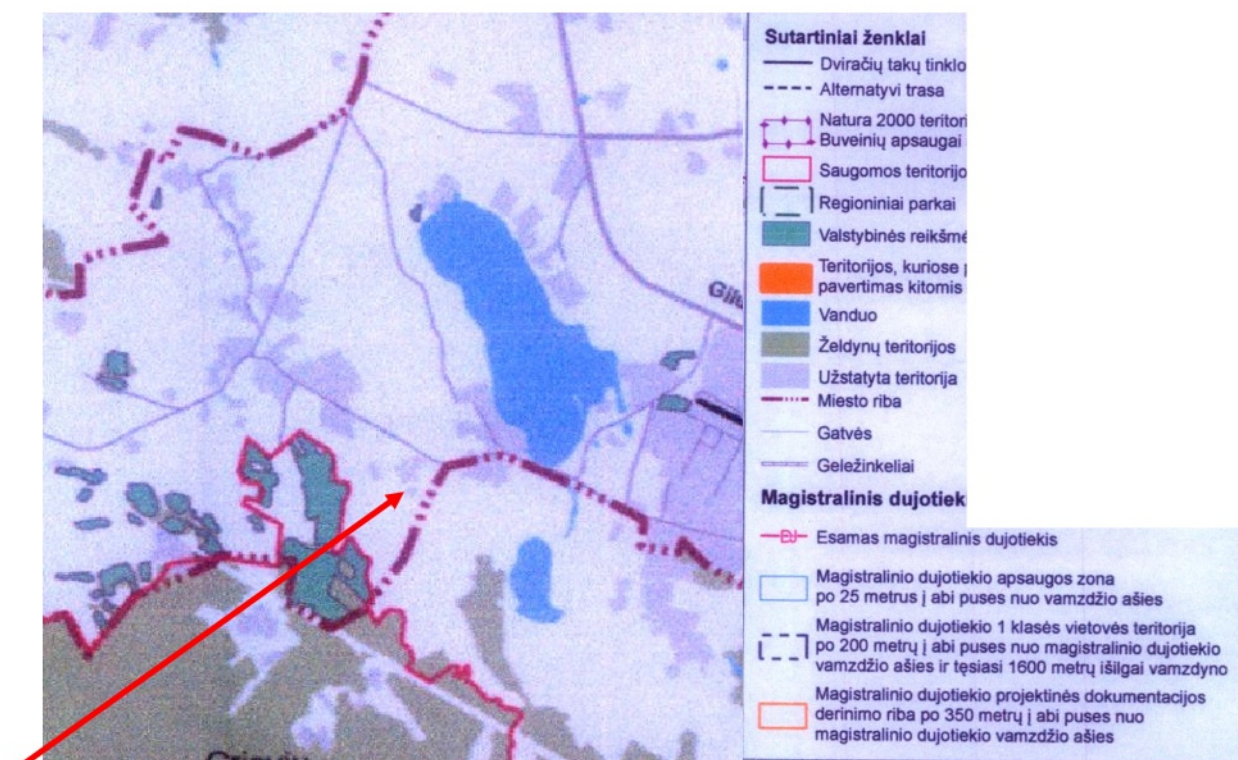 Sutartiniai ženklai
Dviračių takų tinklo
Alternatyvi trasa
Natura 2000 teritori
Buveinių apsaugai
Saugomos teritorijo
Regioniniai parkai
Valstybinės reikšmė
Teritorijos, kuriose p
pavertimas kitomis
Vanduo
Želdynų teritorijos
Užstatyta teritorija
Miesto riba
Gatvės
Geležinkeliai
Magistralinis dujotiek
DJ Esamas magistralinis dujotiekis
Magistralinio dujotiekio apsaugos zona
po 25 metrus į abi puses nuo vamzdžio ašies
Magistralinio dujotiekio 1 klasės vietovės teritorija
po 200 metrų į abi puses nuo magistralinio dujotiekio
vamzdžio ašies ir tęsiasi 1600 metrų išilgai vamzdyno
Magistralinio dujotiekio projektinės dokumentacijos
derinimo riba po 350 metrų į abi puses nuo
magistralinio dujotiekio vamzdžio ašies